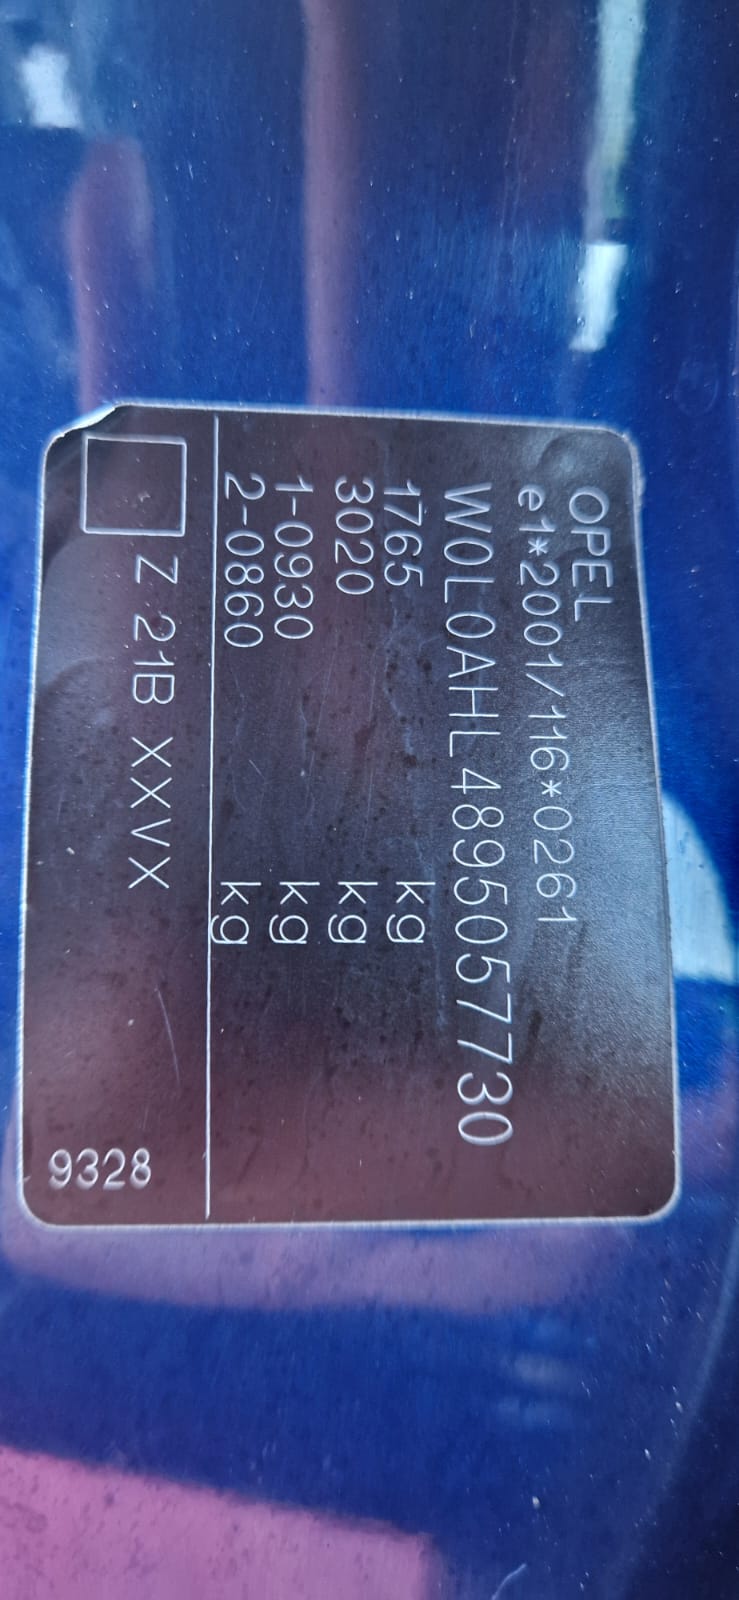 OPEL
e1*2001/116*0261
W0L0AHL4895057730
1765 kg
3020 kg
1-0930 kg
2-0860 kg
Z 21B XXVX
9328